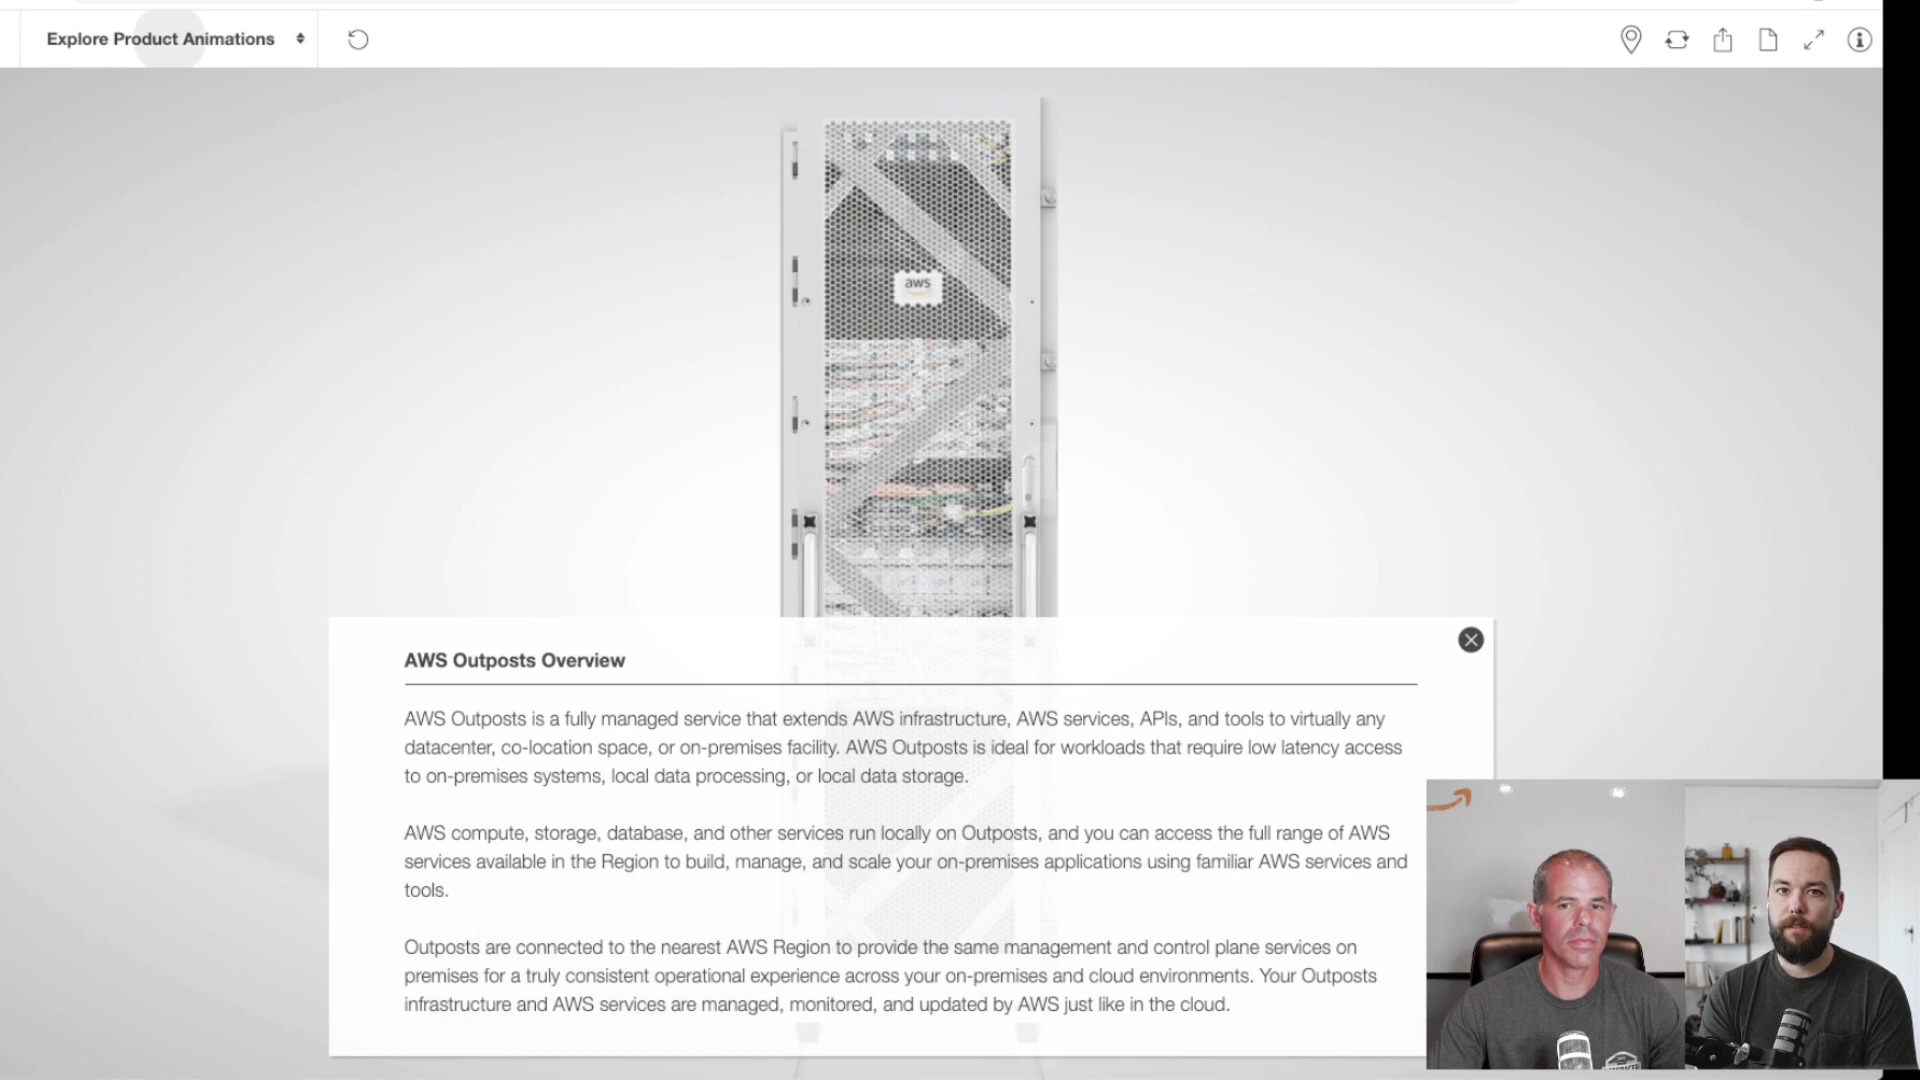 Explore Product Animations
aws
AWS Outposts Overview
AWS Outposts is a fully managed service that extends AWS infrastructure, AWS services, APIs, and tools to virtually any
datacenter, co-location space, or on-premises facility. AWS Outposts is ideal for workloads that require low latency access
to on-premises systems, local data processing, or local data storage.
AWS compute, storage, database, and other services run locally on Outposts, and you can access the full range of AWS
services available in the Region to build, manage, and scale your on-premises applications using familiar AWS services and
tools.
Outposts are connected to the nearest AWS Region to provide the same management and control plane services on
premises for a truly consistent operational experience across your on-premises and cloud environments. Your Outposts
infrastructure and AWS services are managed, monitored, and updated by AWS just like in the cloud.